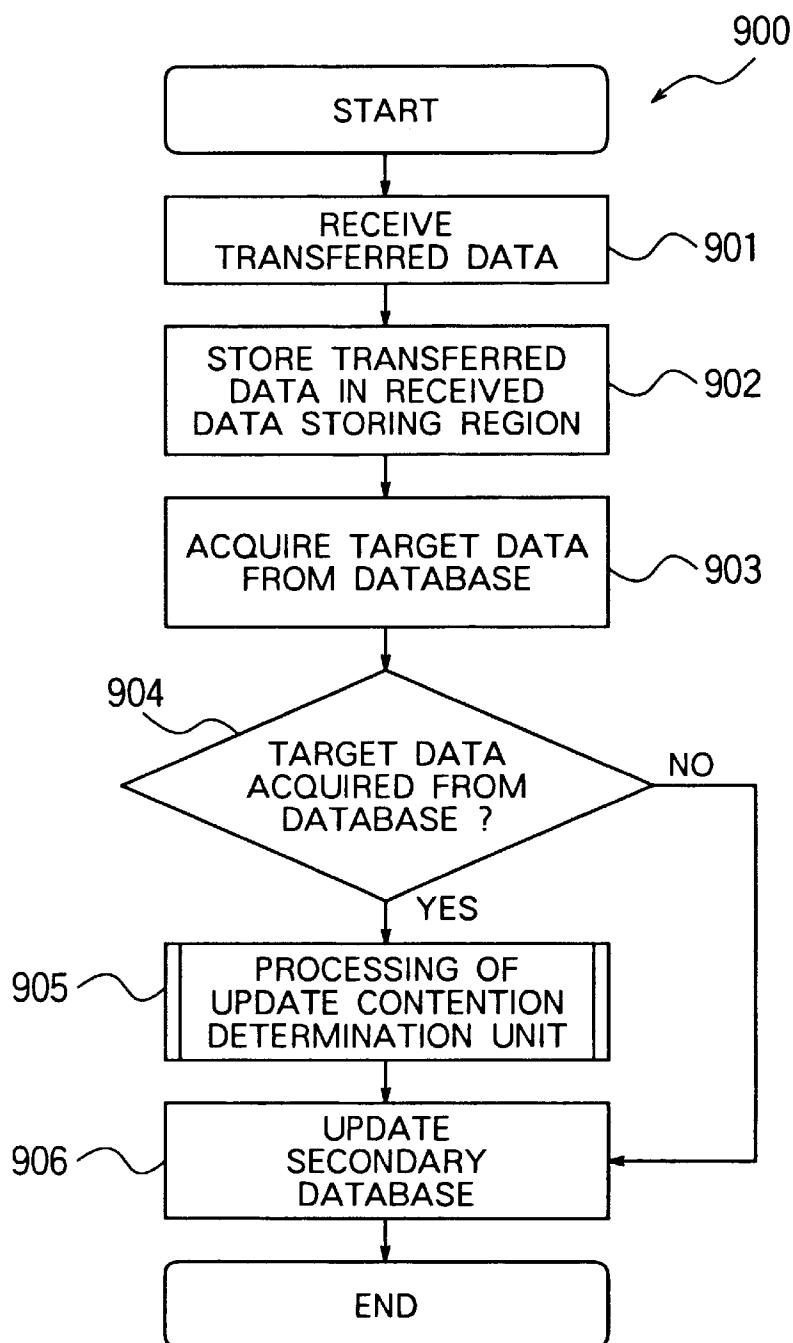 900
START
RECEIVE
TRANSFERRED DATA
901
STORE TRANSFERRED
DATA IN RECEIVED
DATA STORING REGION
902
ACQUIRE TARGET DATA
FROM DATABASE
903
904
TARGET DATA
ACQUIRED FROM
DATABASE ?
NO
YES
905
PROCESSING OF
UPDATE CONTENTION
DETERMINATION UNIT
906
UPDATE
SECONDARY
DATABASE
END